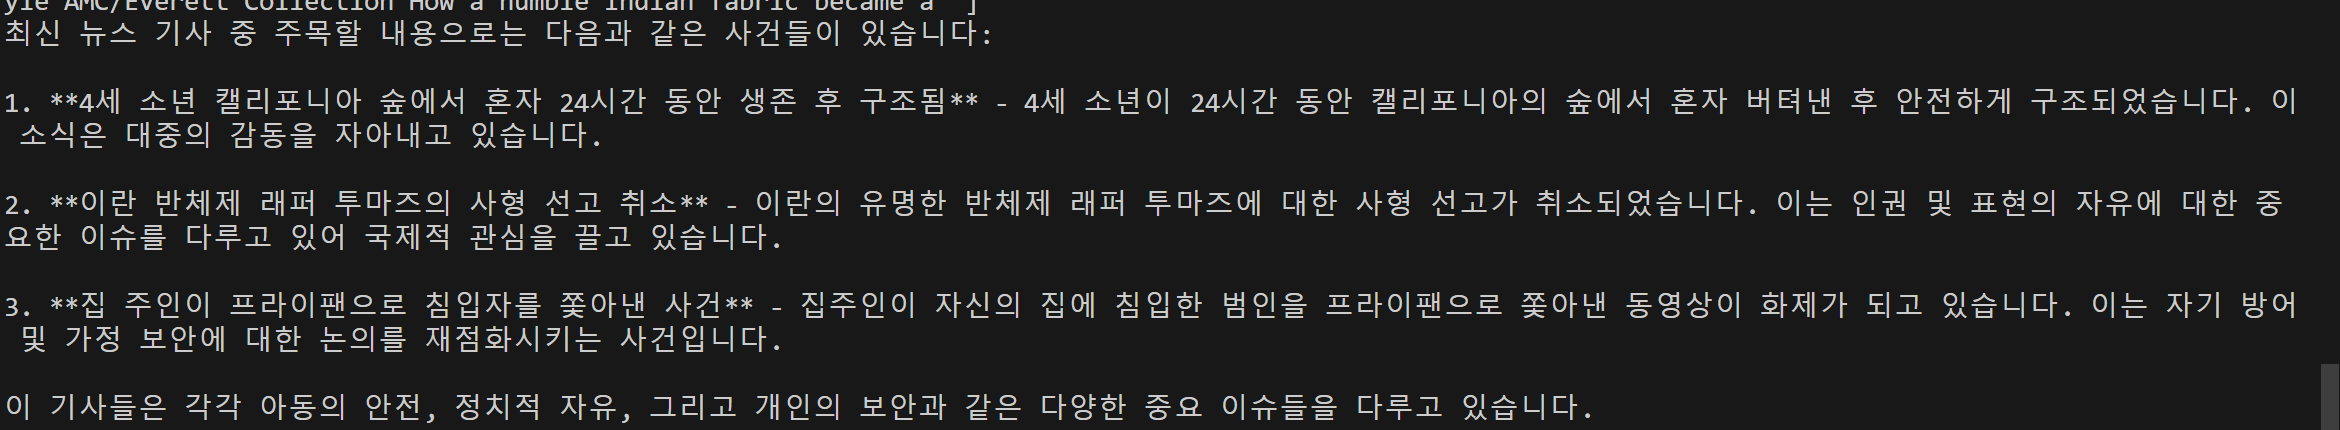 yle AMC/Everett Collection How a humble Indian fabric became a  ]
최신 뉴스 기사 중 주목할 내용으로는 다음과 같은 사건들이 있습니다:
1. **4세 소년 캘리포니아 숲에서 혼자 24시간 동안 생존 후 구조됨** - 4세 소년이 24시간 동안 캘리포니아의 숲에서 혼자 버텨낸 후 안전하게 구조되었습니다. 이
소식은 대중의 감동을 자아내고 있습니다.
2. **이란 반체제 래퍼 투마즈의 사형 선고 취소** - 이란의 유명한 반체제 래퍼 투마즈에 대한 사형 선고가 취소되었습니다. 이는 인권 및 표현의 자유에 대한 중
요한 이슈를 다루고 있어 국제적 관심을 끌고 있습니다.
3. **집 주인이 프라이팬으로 침입자를 쫓아낸 사건** - 집주인이 자신의 집에 침입한 범인을 프라이팬으로 쫓아낸 동영상이 화제가 되고 있습니다. 이는 자기 방어
및 가정 보안에 대한 논의를 재점화시키는 사건입니다.
이 기사들은 각각 아동의 안전, 정치적 자유, 그리고 개인의 보안과 같은 다양한 중요 이슈들을 다루고 있습니다.